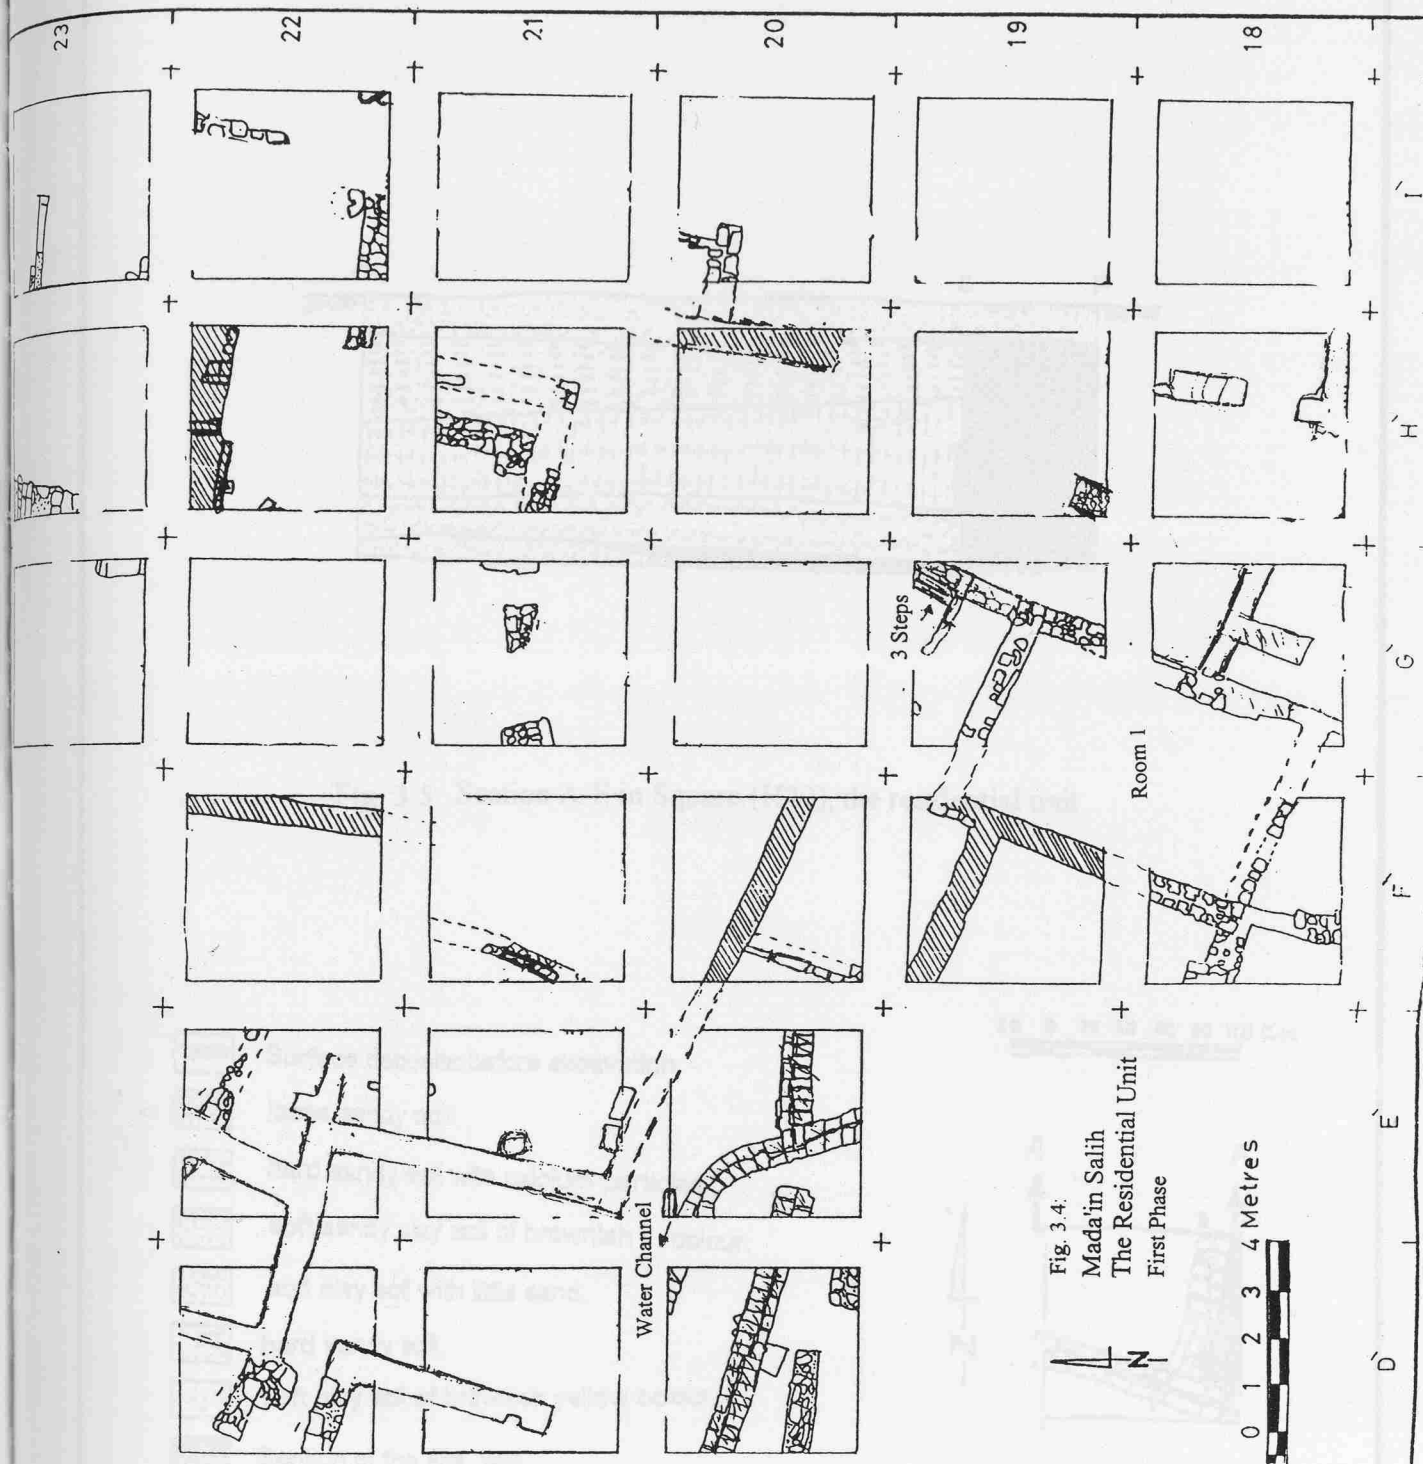 23
22
21
20
19
18
I'
H'
G'
F'
E'
D'
3 Steps
Room 1
Water Channel
Fig. 3.4:
Mada'in Salih
The Residential Unit
First Phase
N
0 1 2 3 4 Metres